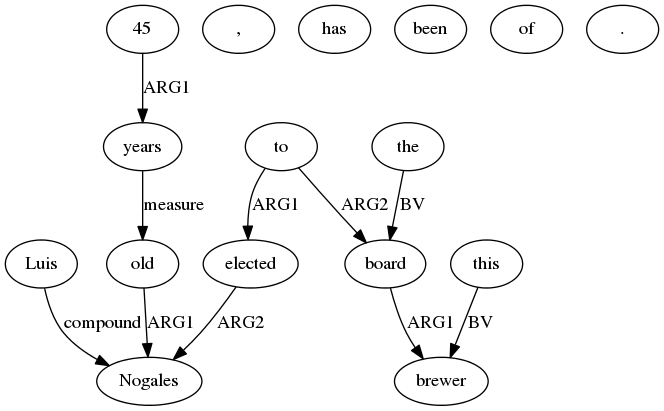 45 , has been of .
ARG1
years to the
measure ARG1 ARG2 BV
Luis old elected board this
compound ARG1 ARG2 ARG1 BV
Nogales brewer